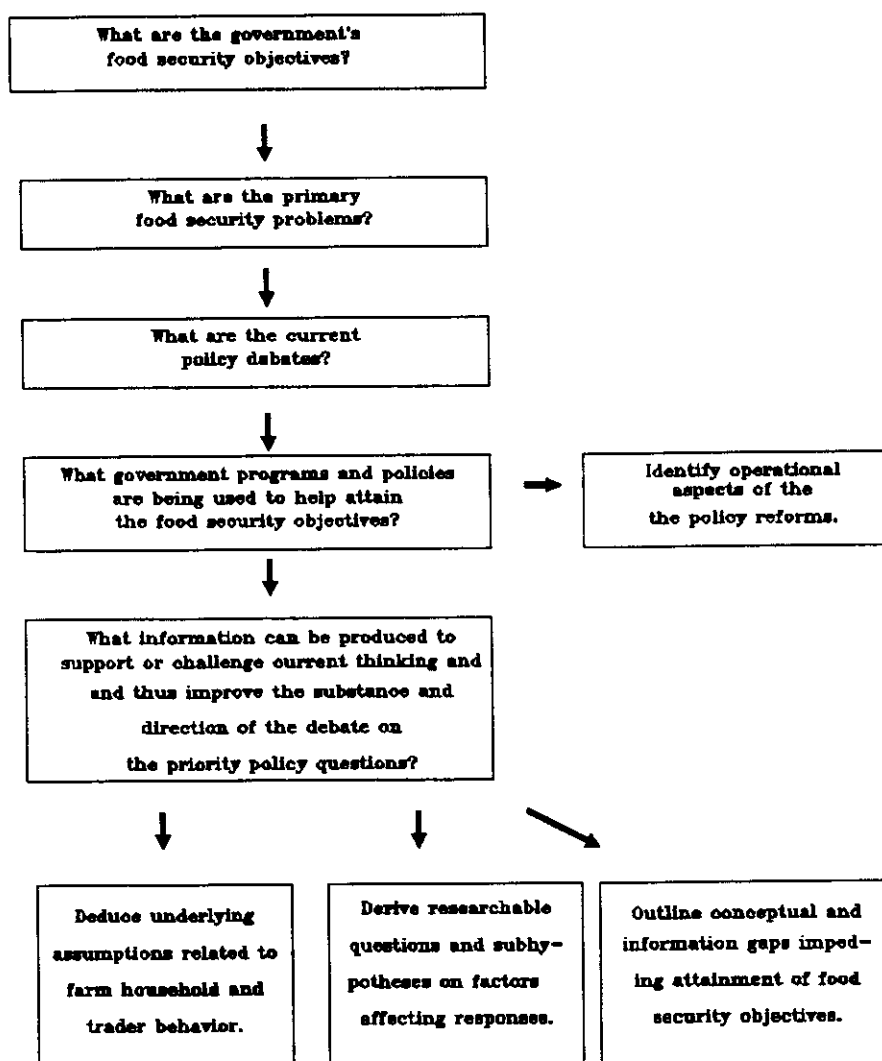 What are the government's
food security objectives?
What are the primary
food security problems?
What are the current
policy debates?
What government programs and policies
are being used to help attain
the food security objectives?
Identify operational
aspects of the
the policy reforms.
What information can be produced to
support or challenge current thinking and
and thus improve the substance and
direction of the debate on
the priority policy questions?
Deduce underlying
assumptions related to
farm household and
trader behavior.
Derive researchable
questions and subhy-
potheses on factors
affecting responses.
Outline conceptual and
information gaps imped-
ing attainment of food
security objectives.